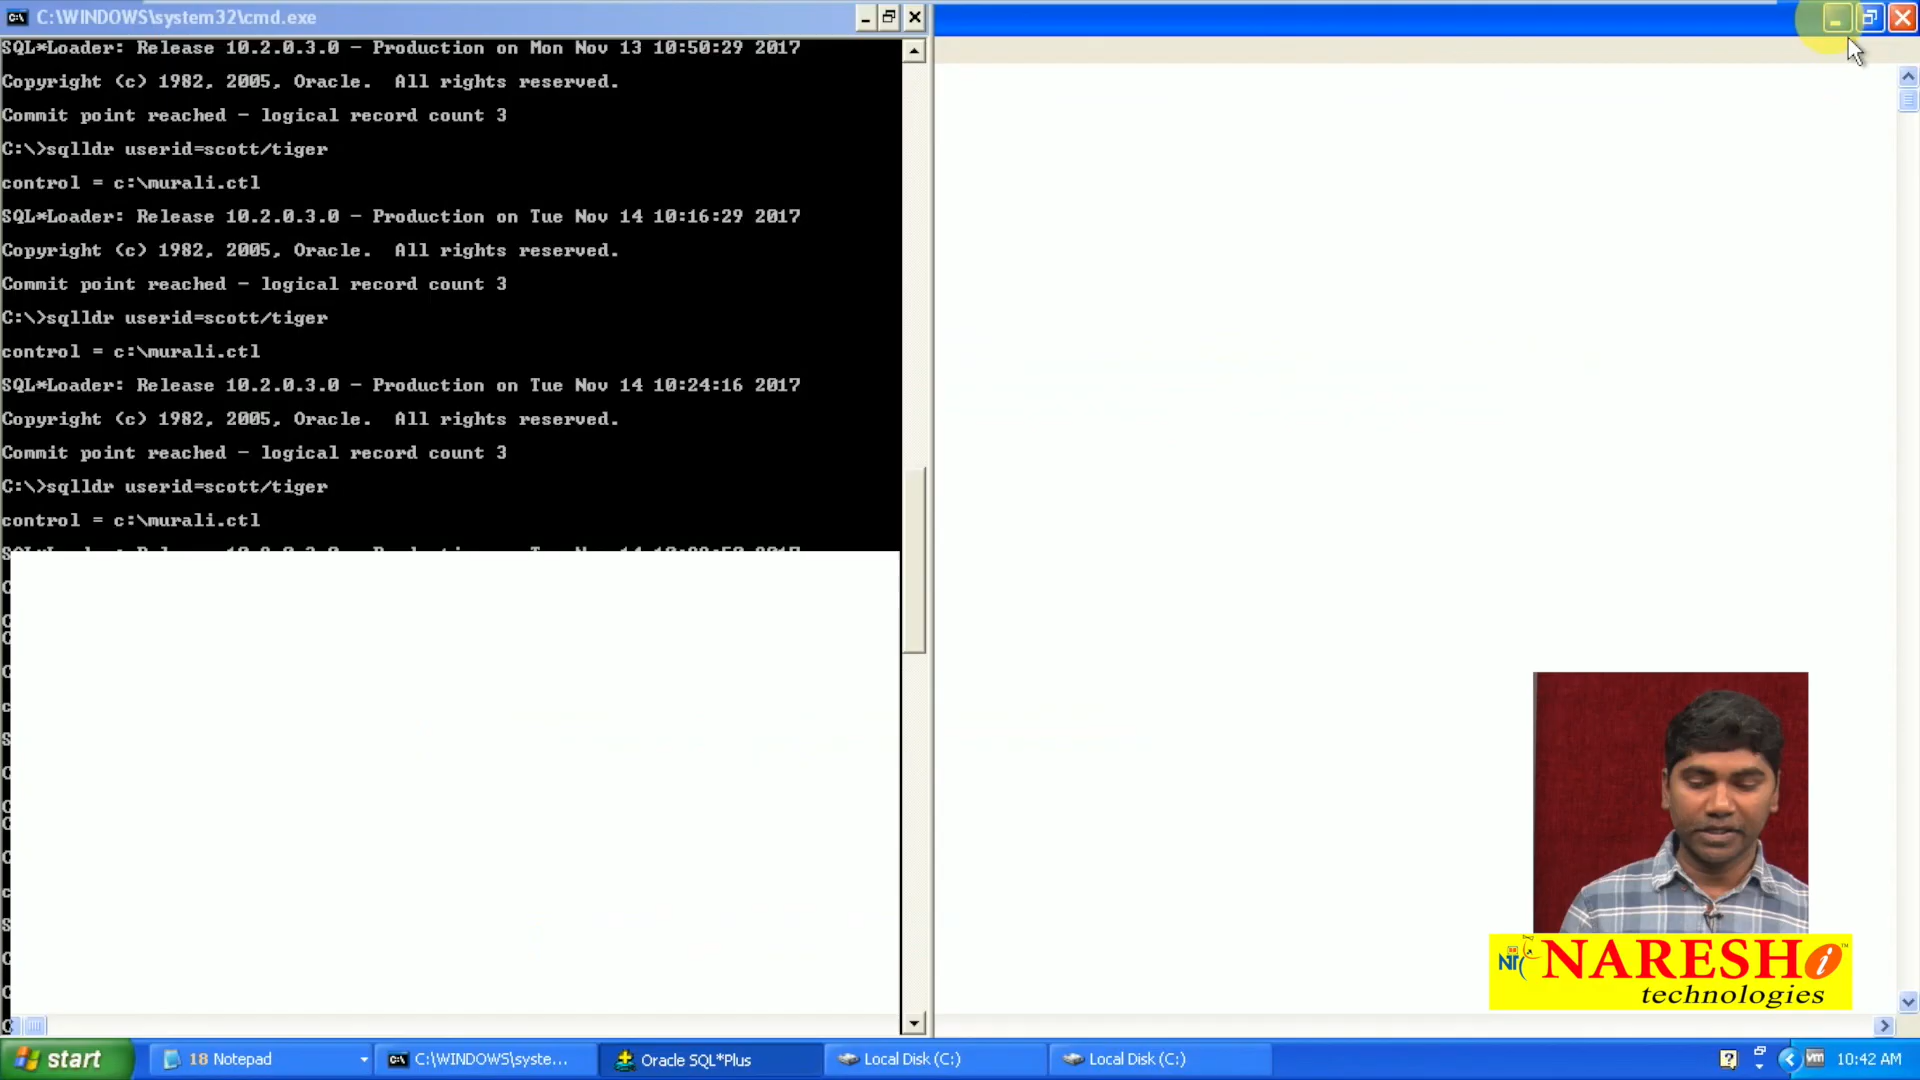 C:\WINDOWS\system32\cmd.exe
SQL*Loader: Release 10.2.0.3.0 - Production on Mon Nov 13 10:50:29 2017
Copyright (c) 1982, 2005, Oracle.  All rights reserved.
Commit point reached - logical record count 3
C:\>sqlldr userid=scott/tiger
control = c:\murali.ctl
SQL*Loader: Release 10.2.0.3.0 - Production on Tue Nov 14 10:16:29 2017
Copyright (c) 1982, 2005, Oracle.  All rights reserved.
Commit point reached - logical record count 3
C:\>sqlldr userid=scott/tiger
control = c:\murali.ctl
SQL*Loader: Release 10.2.0.3.0 - Production on Tue Nov 14 10:24:16 2017
Copyright (c) 1982, 2005, Oracle.  All rights reserved.
Commit point reached - logical record count 3
C:\>sqlldr userid=scott/tiger
control = c:\murali.ctl
NARESH i
technologies
start
18 Notepad
C:\WINDOWS\syste...
Oracle SQL*Plus
Local Disk (C:)
Local Disk (C:)
10:42 AM